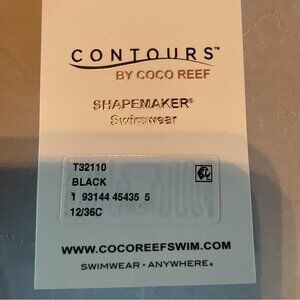 CONTOURS™
BY COCO REEF
SHAPEMAKER®
Swimwear
T32110
BLACK
1 93144 45435 5
12/36C
WWW.COCOREEFSWIM.COM
SWIMWEAR • ANYWHERE®